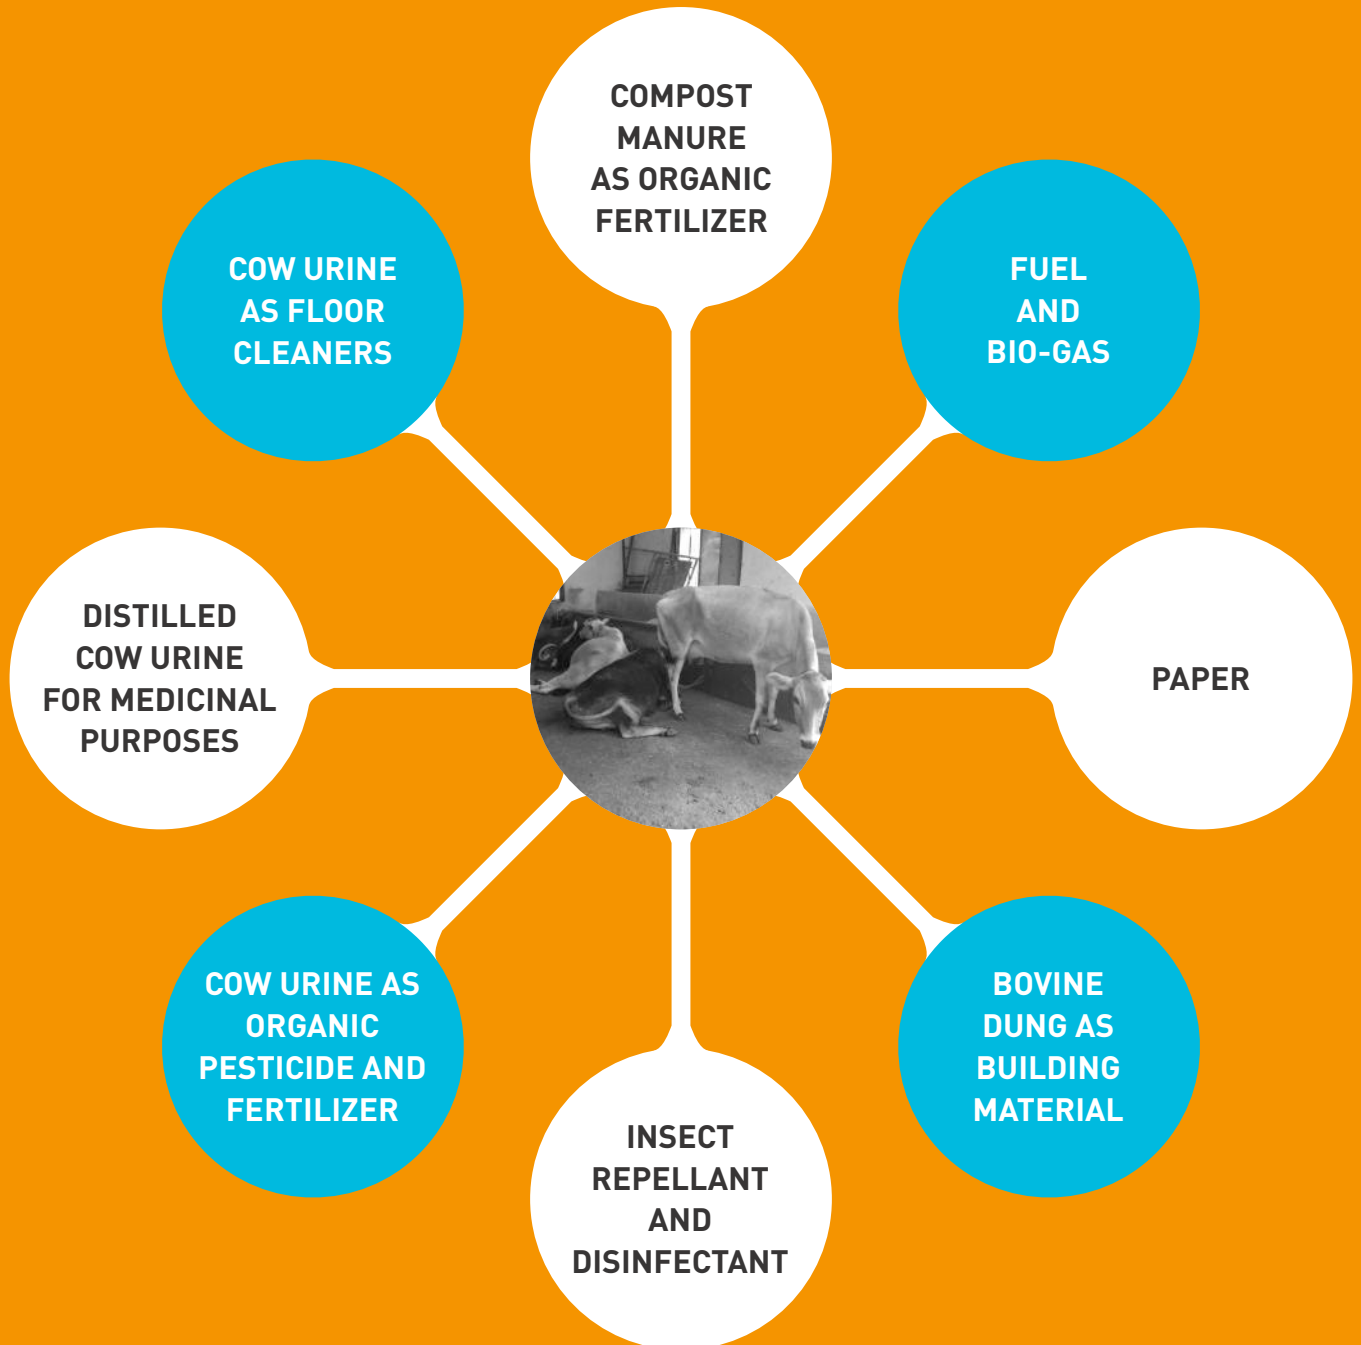 COMPOST
MANURE
AS ORGANIC
FERTILIZER
FUEL
AND
BIO-GAS
PAPER
BOVINE
DUNG AS
BUILDING
MATERIAL
INSECT
REPELLANT
AND
DISINFECTANT
COW URINE AS
ORGANIC
PESTICIDE AND
FERTILIZER
DISTILLED
COW URINE
FOR MEDICINAL
PURPOSES
COW URINE
AS FLOOR
CLEANERS